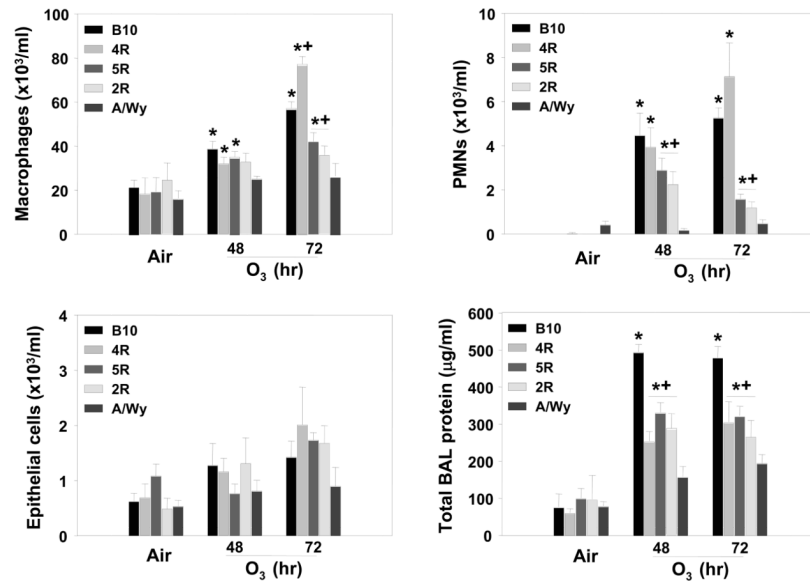 Macrophages (x10³/ml)
100
80
60
40
20
0
B10
4R
5R
2R
A/Wy
* * * * *+ *+
Air 48 72
O₃ (hr)
PMNs (x10³/ml)
10
8
6
4
2
0
B10
4R
5R
2R
A/Wy
* * *+ * * *+
Air 48 72
O₃ (hr)
Epithelial cells (x10³/ml)
4
3
2
1
0
B10
4R
5R
2R
A/Wy
Air 48 72
O₃ (hr)
Total BAL protein (μg/ml)
600
500
400
300
200
100
0
B10
4R
5R
2R
A/Wy
* *+ * *+
Air 48 72
O₃ (hr)